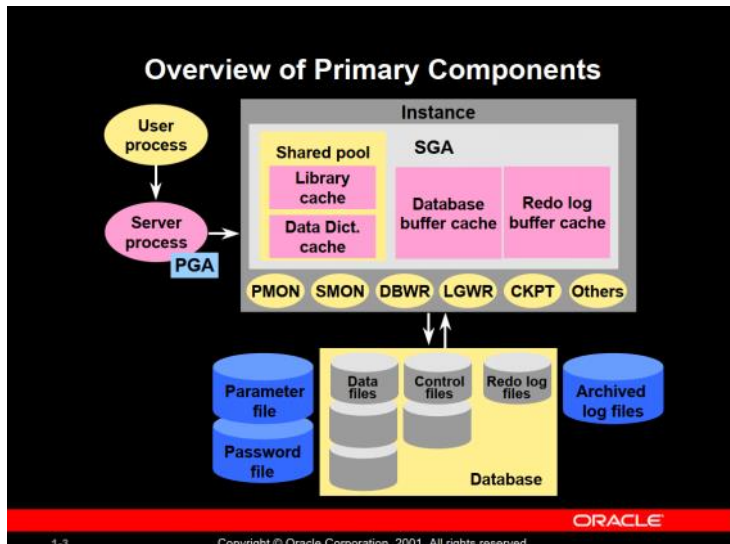 Overview of Primary Components
Instance
User
process
Shared pool
SGA
Library
cache
Database
buffer cache
Redo log
buffer cache
Server
process
Data Dict.
cache
PGA
PMON
SMON
DBWR
LGWR
CKPT
Others
Parameter
file
Data
files
Control
files
Redo log
files
Archived
log files
Password
file
Database
ORACLE
1-3
Copyright © Oracle Corporation, 2001. All rights reserved.